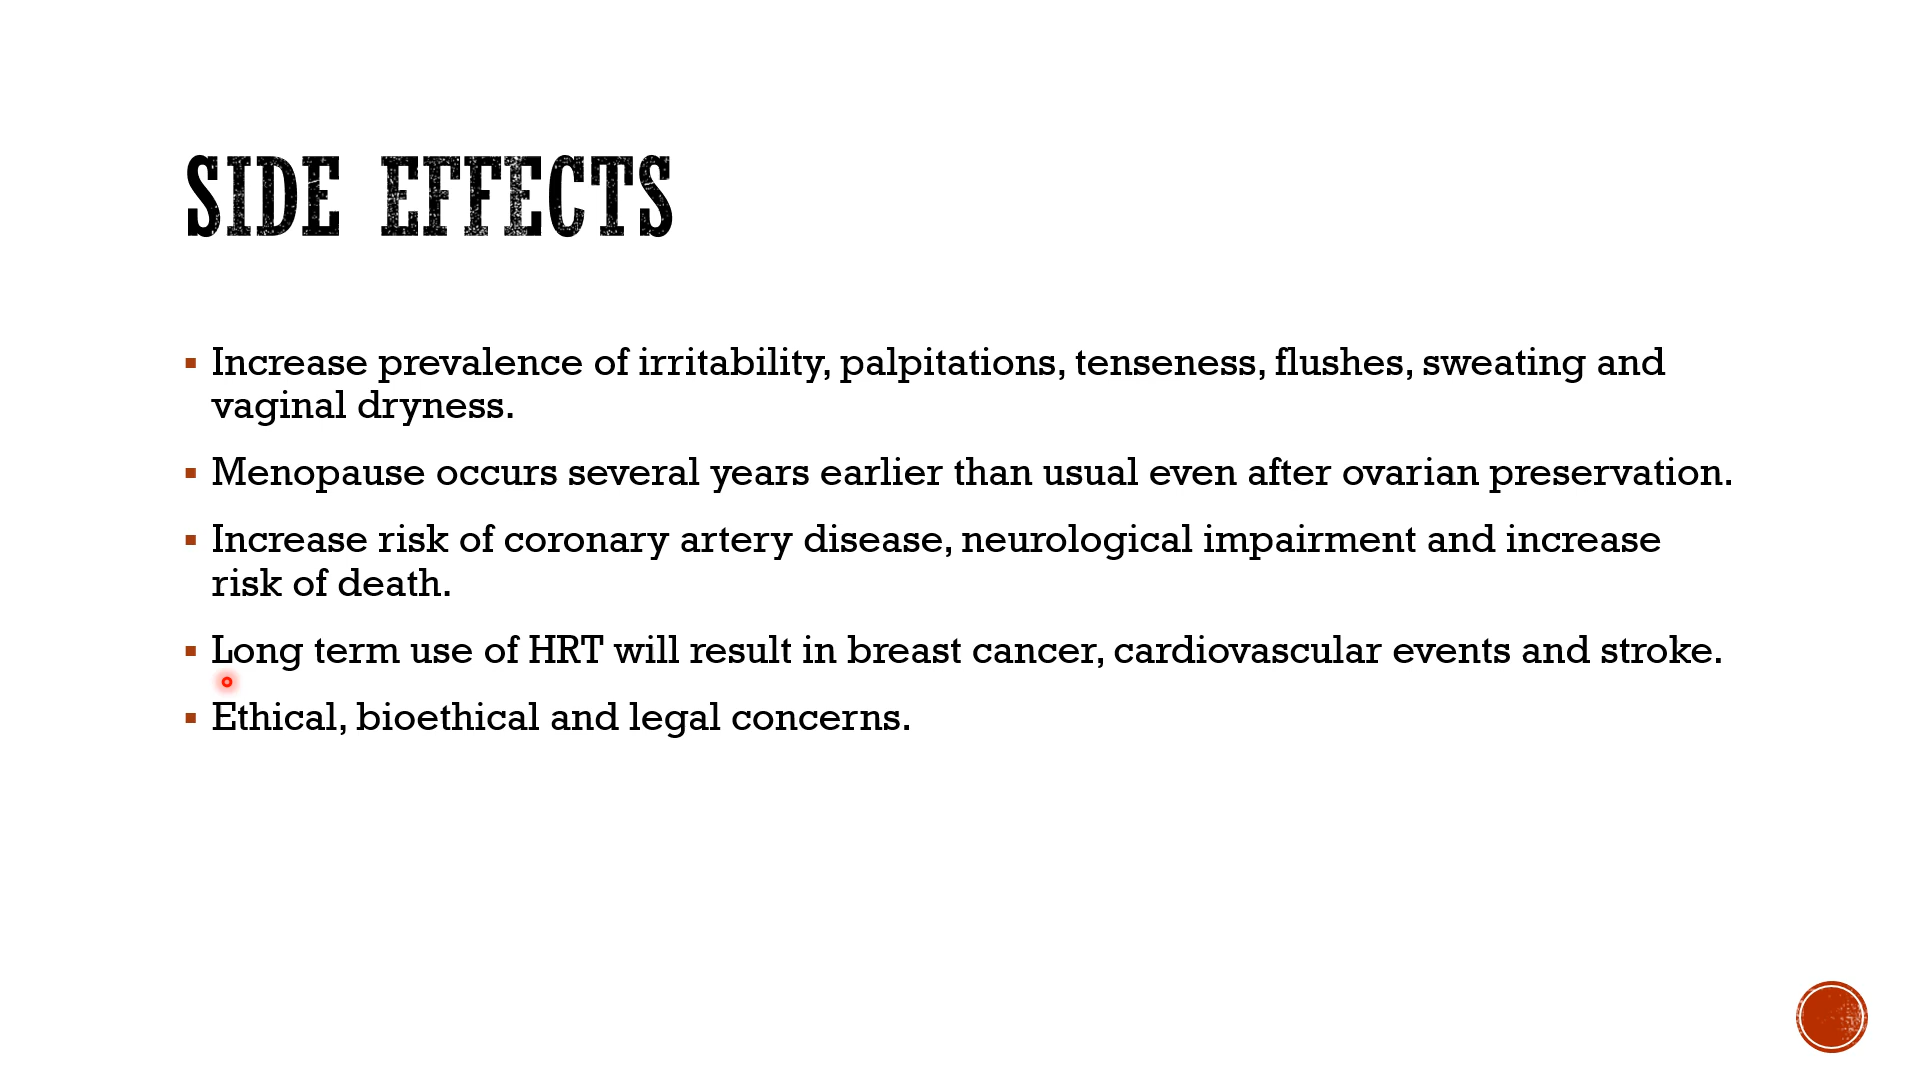 SIDE EFFECTS
Increase prevalence of irritability, palpitations, tenseness, flushes, sweating and
vaginal dryness.
Menopause occurs several years earlier than usual even after ovarian preservation.
Increase risk of coronary artery disease, neurological impairment and increase
risk of death.
Long term use of HRT will result in breast cancer, cardiovascular events and stroke.
Ethical, bioethical and legal concerns.